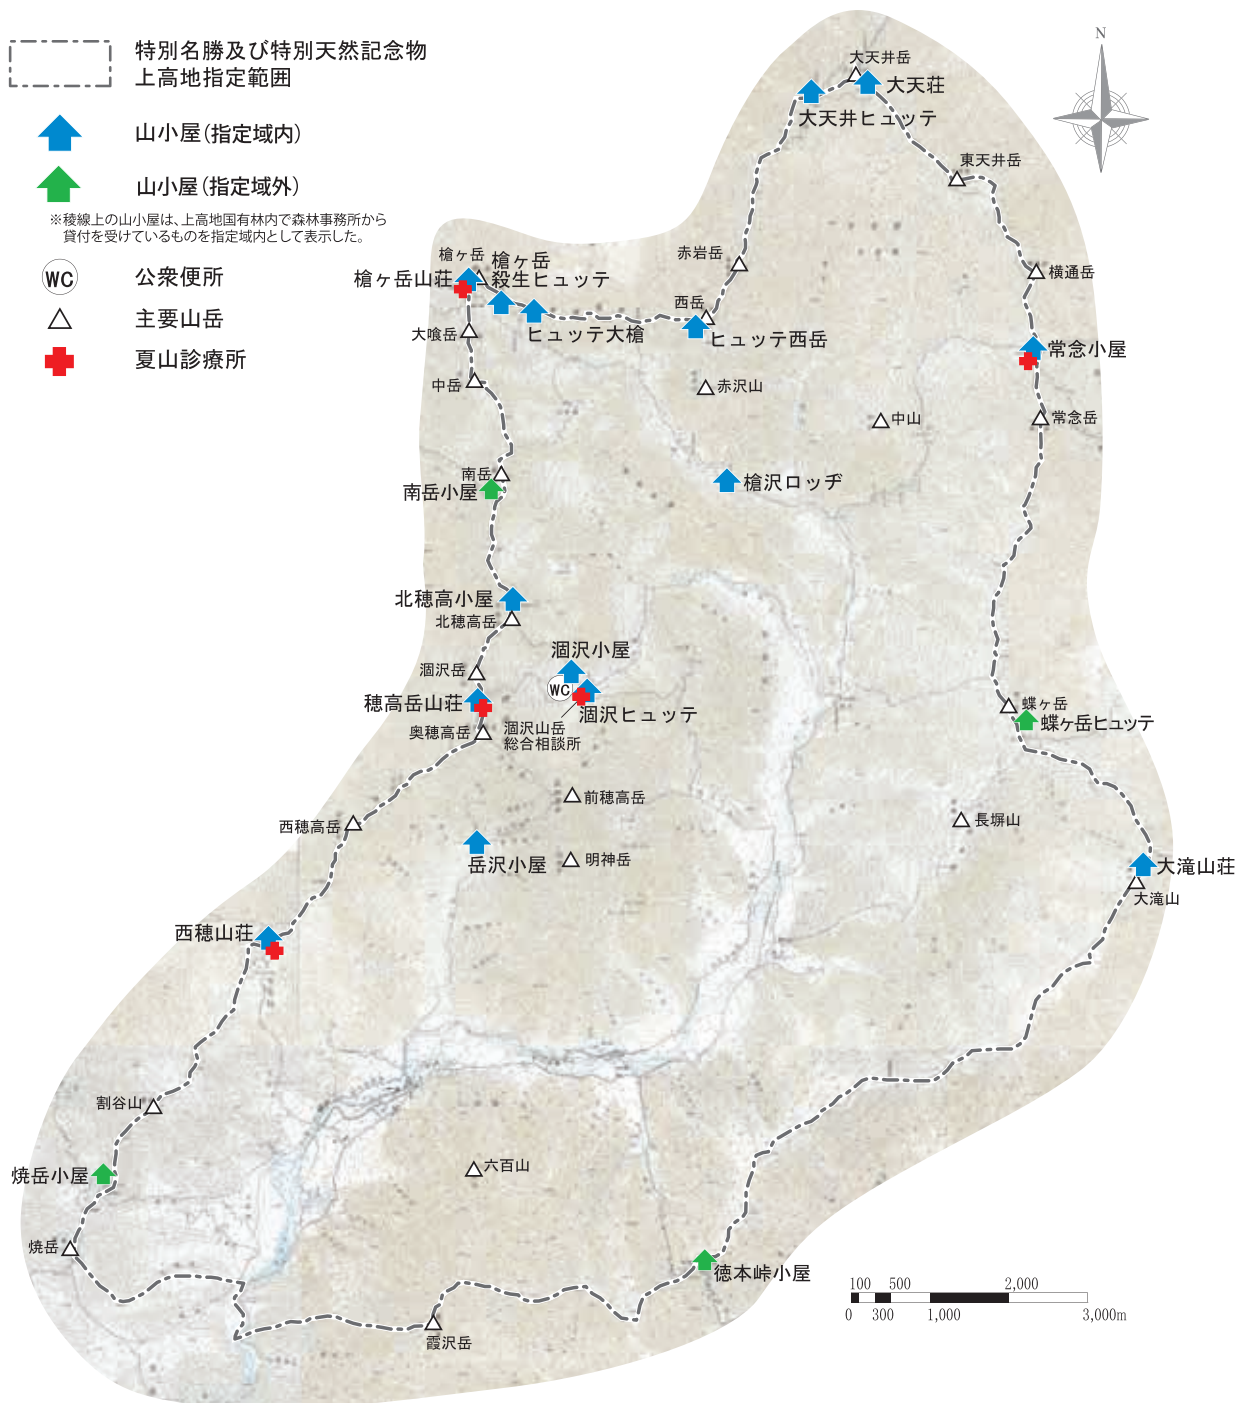 特別名勝及び特別天然記念物
上高地指定範囲
山小屋(指定域内)
山小屋(指定域外)
※稜線上の山小屋は、上高地国有林内で森林事務所から
貸付を受けているものを指定域内として表示した。
WC
公衆便所
主要山岳
夏山診療所
N
大天井岳
大天荘
大天井ヒュッテ
東天井岳
赤岩岳
横通岳
槍ヶ岳
槍ヶ岳
殺生ヒュッテ
槍ヶ岳山荘
西岳
大喰岳
ヒュッテ大槍
ヒュッテ西岳
常念小屋
中岳
赤沢山
中山
常念岳
南岳
南岳小屋
槍沢ロッヂ
北穂高小屋
北穂高岳
涸沢小屋
涸沢岳
WC
穂高岳山荘
涸沢ヒュッテ
涸沢山岳
総合相談所
奥穂高岳
蝶ヶ岳
蝶ヶ岳ヒュッテ
前穂高岳
西穂高岳
長塀山
岳沢小屋
明神岳
大滝山荘
大滝山
西穂山荘
割谷山
六百山
焼岳小屋
焼岳
徳本峠小屋
霞沢岳
100 500 2,000
0 300 1,000 3,000m